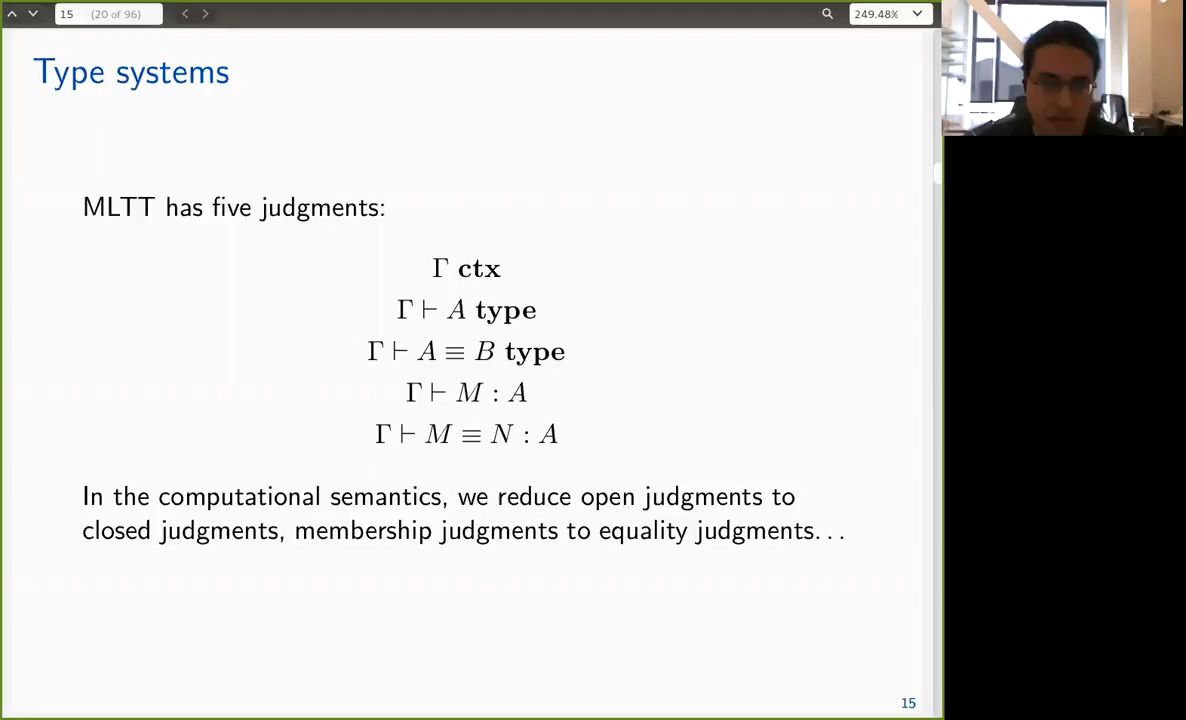 15 (20 of 96) 249.48%
Type systems
MLTT has five judgments:
Γ ctx
Γ ⊢ A type
Γ ⊢ A ≡ B type
Γ ⊢ M : A
Γ ⊢ M ≡ N : A
In the computational semantics, we reduce open judgments to
closed judgments, membership judgments to equality judgments...
15